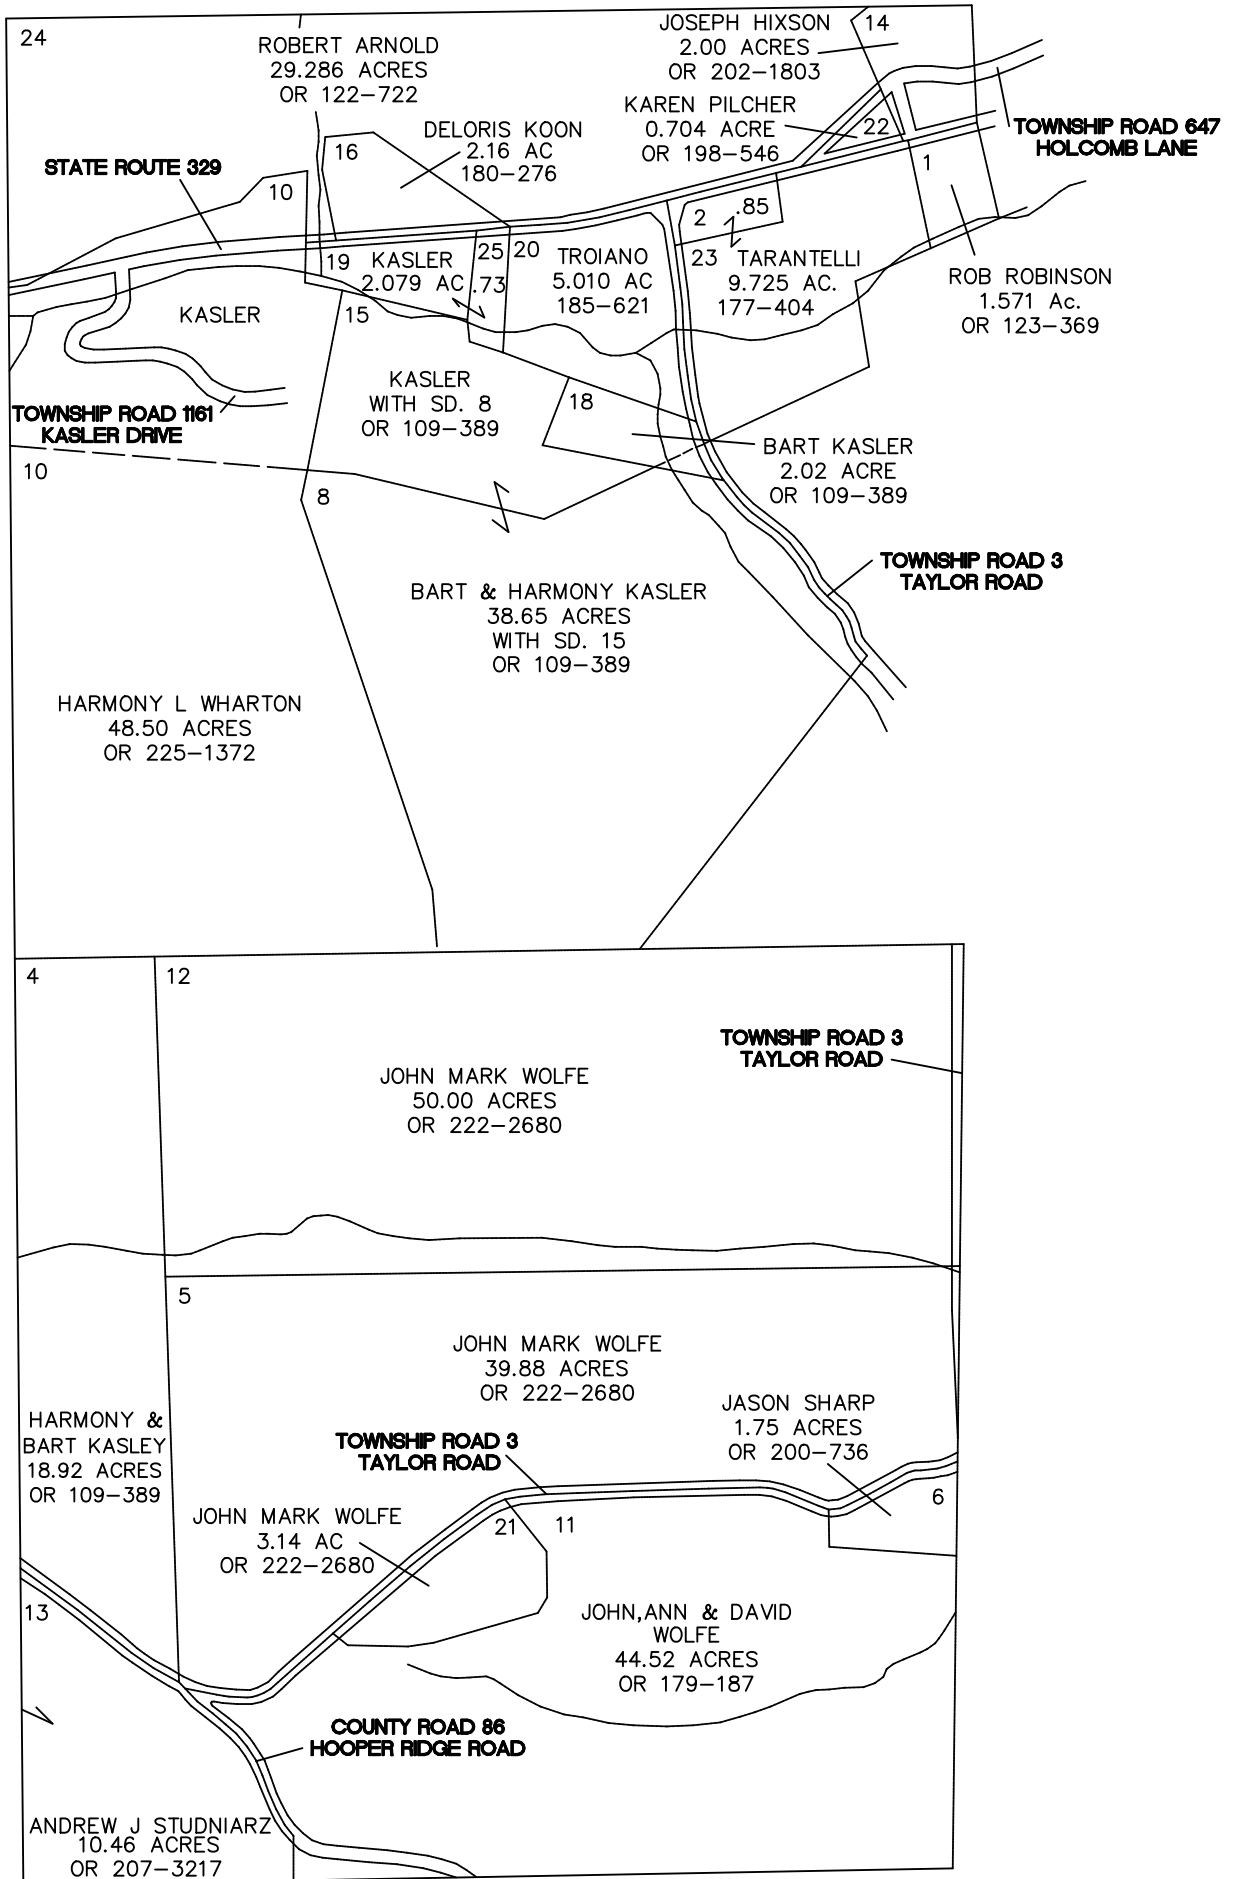 24
ROBERT ARNOLD
29.286 ACRES
OR 122-722
JOSEPH HIXSON
2.00 ACRES
OR 202-1803
14
KAREN PILCHER
0.704 ACRE
OR 198-546
22
TOWNSHIP ROAD 647
HOLCOMB LANE
DELORIS KOON
2.16 AC
180-276
16
STATE ROUTE 329
10
1
2
.85
19
KASLER
2.079 AC
25
.73
20
TROIANO
5.010 AC
185-621
23
TARANTELLI
9.725 AC.
177-404
ROB ROBINSON
1.571 Ac.
OR 123-369
KASLER
15
KASLER
WITH SD. 8
OR 109-389
18
TOWNSHIP ROAD 1161
KASLER DRIVE
BART KASLER
2.02 ACRE
OR 109-389
10
8
TOWNSHIP ROAD 3
TAYLOR ROAD
BART & HARMONY KASLER
38.65 ACRES
WITH SD. 15
OR 109-389
HARMONY L WHARTON
48.50 ACRES
OR 225-1372
4
12
TOWNSHIP ROAD 3
TAYLOR ROAD
JOHN MARK WOLFE
50.00 ACRES
OR 222-2680
5
JOHN MARK WOLFE
39.88 ACRES
OR 222-2680
JASON SHARP
1.75 ACRES
OR 200-736
HARMONY &
BART KASLEY
18.92 ACRES
OR 109-389
TOWNSHIP ROAD 3
TAYLOR ROAD
6
JOHN MARK WOLFE
3.14 AC
OR 222-2680
21
11
13
JOHN,ANN & DAVID
WOLFE
44.52 ACRES
OR 179-187
COUNTY ROAD 86
HOOPER RIDGE ROAD
ANDREW J STUDNIARZ
10.46 ACRES
OR 207-3217